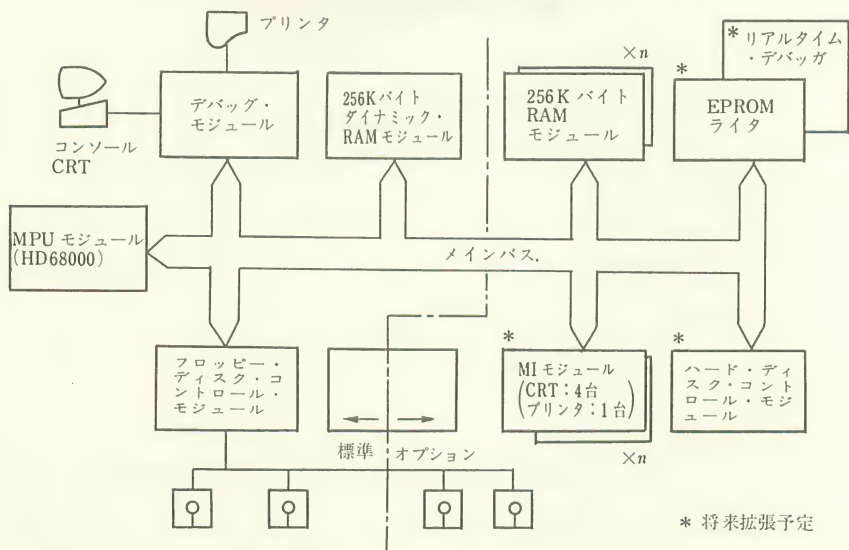 プリンタ
コンソール
CRT
デバッグ・
モジュール
256Kバイト
ダイナミック・
RAMモジュール
256Kバイト
RAM
モジュール
×n
*
EPROM
ライタ
*リアルタイム
・デバッガ
MPUモジュール
(HD68000)
メインバス.
フロッピー・
ディスク・コ
ントロール・
モジュール
標準
オプション
*
MIモジュール
(CRT:4台
プリンタ:1台)
×n
*
ハード・ディ
スク・コント
ロール・モジ
ュール
* 将来拡張予定